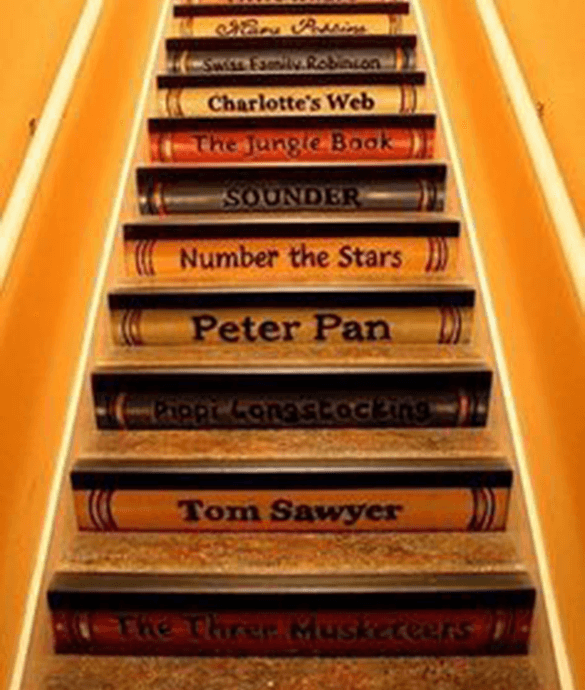 Mary Poppins
Swiss Family Robinson
Charlotte's Web
The Jungle Book
SOUNDER
Number the Stars
Peter Pan
Pippi Longstocking
Tom Sawyer
The Three Musketeers